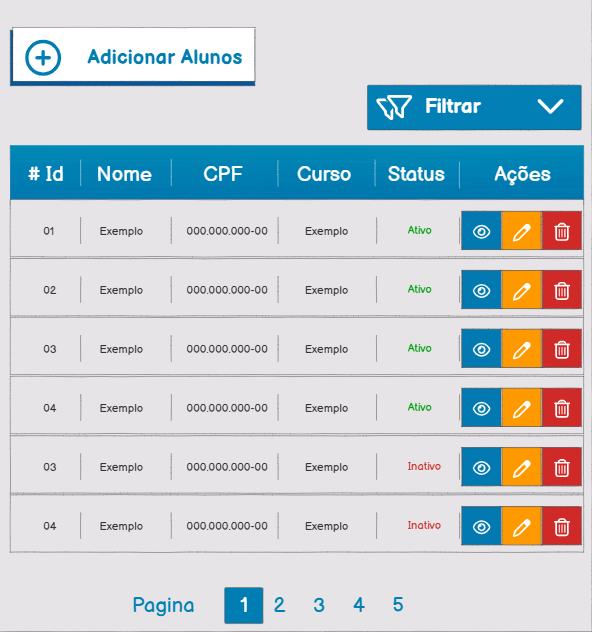 Adicionar Alunos
Filtrar
# Id Nome CPF Curso Status Ações
01 Exemplo 000.000.000-00 Exemplo Ativo
02 Exemplo 000.000.000-00 Exemplo Ativo
03 Exemplo 000.000.000-00 Exemplo Ativo
04 Exemplo 000.000.000-00 Exemplo Ativo
03 Exemplo 000.000.000-00 Exemplo Inativo
04 Exemplo 000.000.000-00 Exemplo Inativo
Pagina 1 2 3 4 5